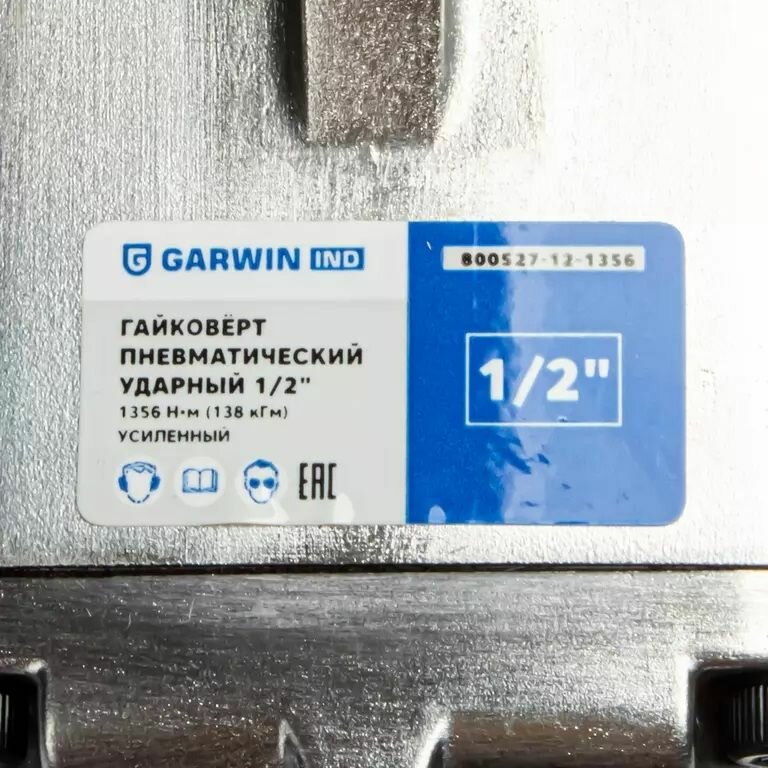 GARWIN IND
800527-12-1356
ГАЙКОВЁРТ
ПНЕВМАТИЧЕСКИЙ
УДАРНЫЙ 1/2"
1356 Н•м (138 кГм)
УСИЛЕННЫЙ
EAC
1/2"